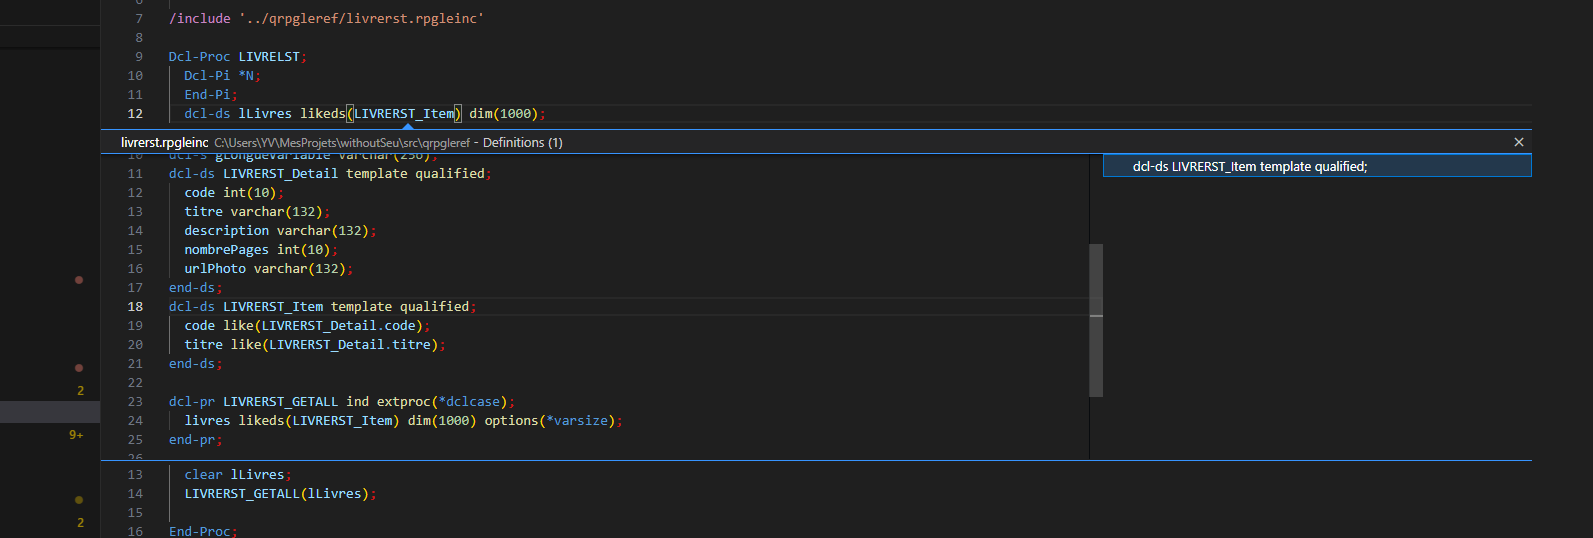 6
7 /include '../qrpgleref/livrerst.rpgleinc'
8
9 Dcl-Proc LIVRELST;
10 Dcl-Pi *N;
11 End-Pi;
12 dcl-ds lLivres likeds(LIVRERST_Item) dim(1000);
livrerst.rpgleinc C:\Users\YV\MesProjets\withoutSeu\src\qrpgleref - Definitions (1)
10 dcl-s gLongueVariable varchar(256);
dcl-ds LIVRERST_Item template qualified;
11 dcl-ds LIVRERST_Detail template qualified;
12 code int(10);
13 titre varchar(132);
14 description varchar(132);
15 nombrePages int(10);
16 urlPhoto varchar(132);
17 end-ds;
18 dcl-ds LIVRERST_Item template qualified;
19 code like(LIVRERST_Detail.code);
20 titre like(LIVRERST_Detail.titre);
21 end-ds;
22
2
23 dcl-pr LIVRERST_GETALL ind extproc(*dclcase);
24 livres likeds(LIVRERST_Item) dim(1000) options(*varsize);
9+
25 end-pr;
26
13 clear lLivres;
14 LIVRERST_GETALL(lLivres);
15
2
16 End-Proc;